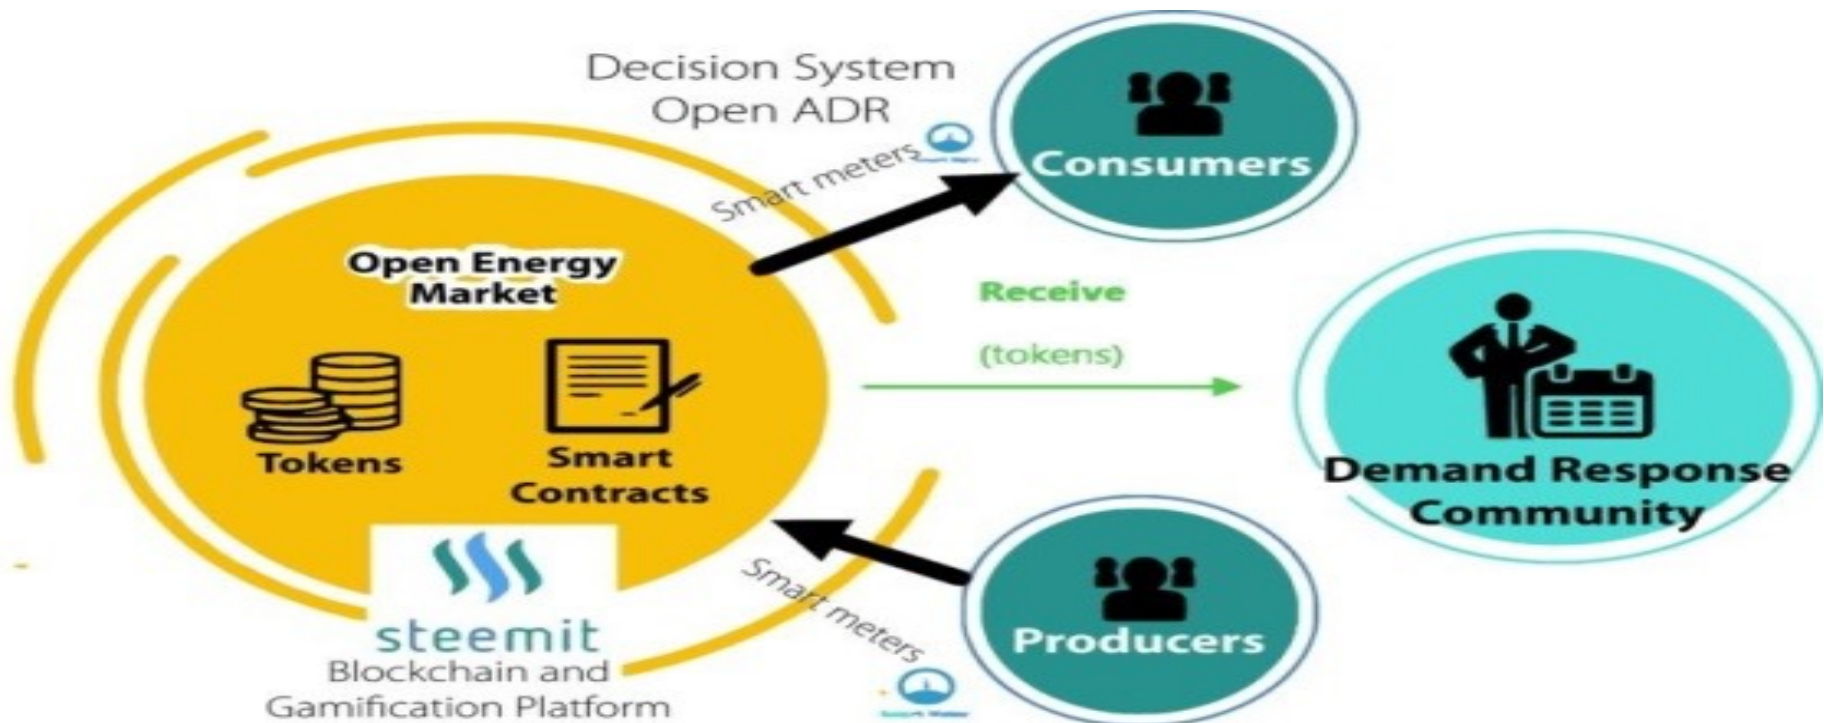 Decision System
Open ADR
Smart meters
Consumers
Open Energy
Market
Receive
(tokens)
Tokens
Smart
Contracts
Demand Response
Community
steemit
Blockchain and
Gamification Platform
Smart meters
Producers